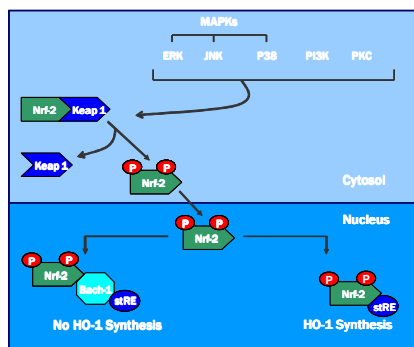 MAPKs
ERK JNK P38 PI3K PKC
Nrf-2 Keap 1
Keap 1
P P
Nrf-2
Cytosol
Nucleus
P P
Nrf-2
P P
Nrf-2
Bach-1
stRE
P P
Nrf-2
stRE
No HO-1 Synthesis
HO-1 Synthesis